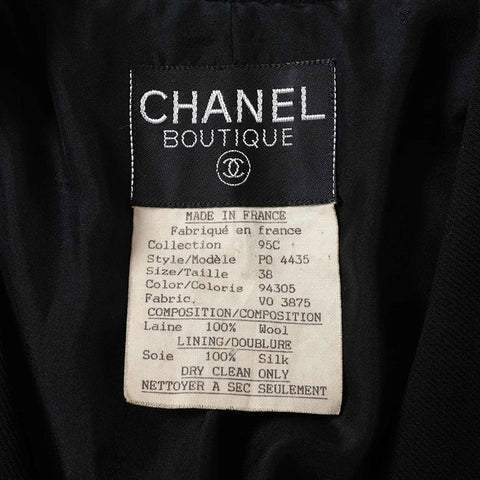 CHANEL
BOUTIQUE
MADE IN FRANCE
Fabriqué en france
Collection 95C
Style/Modèle PO 4435
Size/Taille 38
Color/Coloris 94305
Fabric. VO 3875
COMPOSITION/COMPOSITION
Laine 100% Wool
LINING/DOUBLURE
Soie 100% Silk
DRY CLEAN ONLY
NETTOYER A SEC SEULEMENT